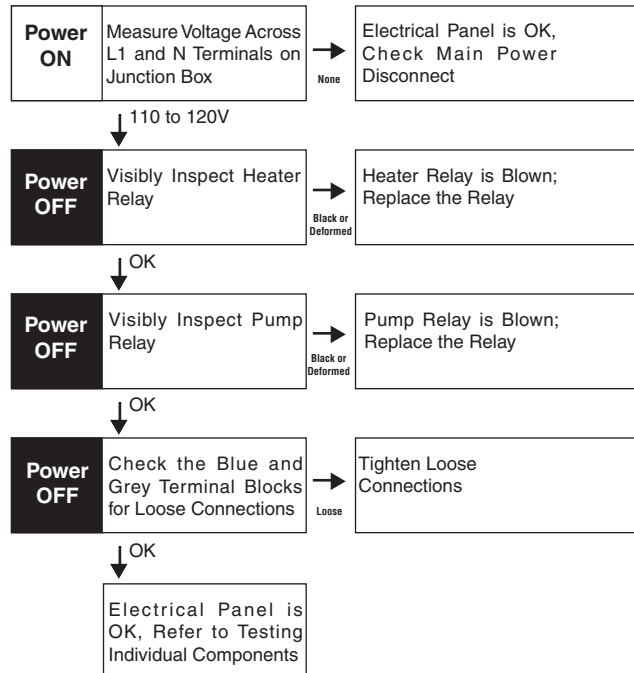 Power
ON
Measure Voltage Across
L1 and N Terminals on
Junction Box
None
Electrical Panel is OK,
Check Main Power
Disconnect
110 to 120V
Power
OFF
Visibly Inspect Heater
Relay
Black or
Deformed
Heater Relay is Blown;
Replace the Relay
OK
Power
OFF
Visibly Inspect Pump
Relay
Black or
Deformed
Pump Relay is Blown;
Replace the Relay
OK
Power
OFF
Check the Blue and
Grey Terminal Blocks
for Loose Connections
Loose
Tighten Loose
Connections
OK
Electrical Panel is
OK, Refer to Testing
Individual Components